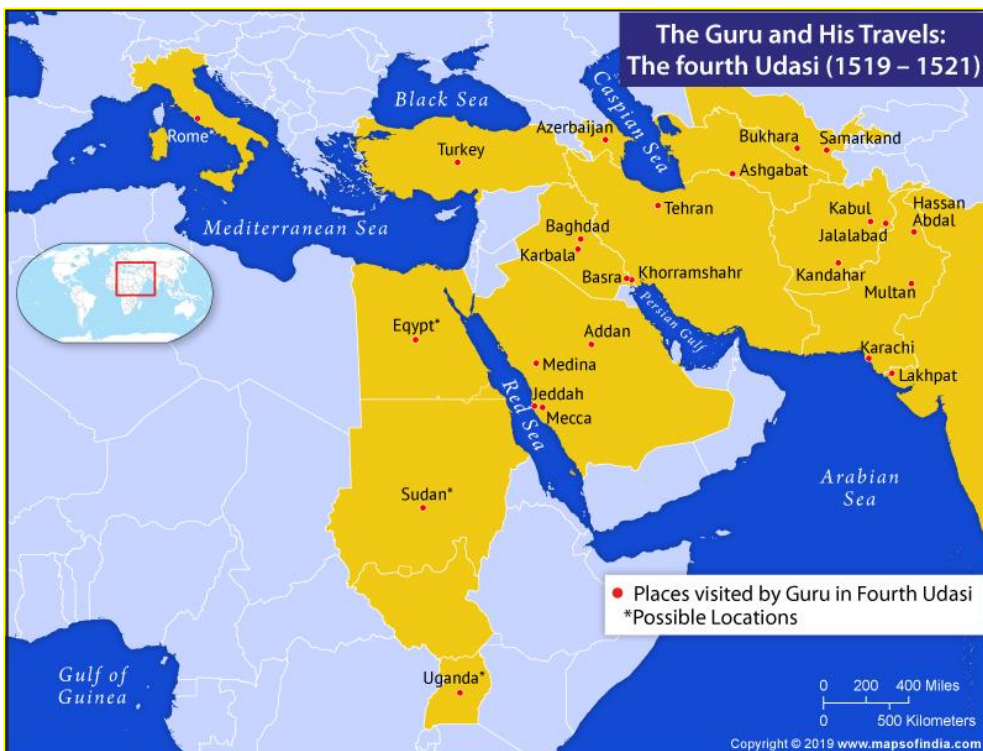 The Guru and His Travels:
The fourth Udasi (1519 – 1521)
Black Sea
Caspian Sea
Azerbaijan
Bukhara
Samarkand
Rome*
Turkey
Ashgabat
Tehran
Kabul
Hassan
Abdal
Mediterranean Sea
Baghdad
Jalalabad
Karbala
Kandahar
Basra
Khorramshahr
Multan
Persian Gulf
Eqypt*
Addan
Medina
Karachi
Lakhpat
Jeddah
Mecca
Red Sea
Arabian
Sea
Sudan*
Places visited by Guru in Fourth Udasi
*Possible Locations
Gulf of
Guinea
Uganda*
0 200 400 Miles
0 500 Kilometers
Copyright © 2019 www.mapsofindia.com